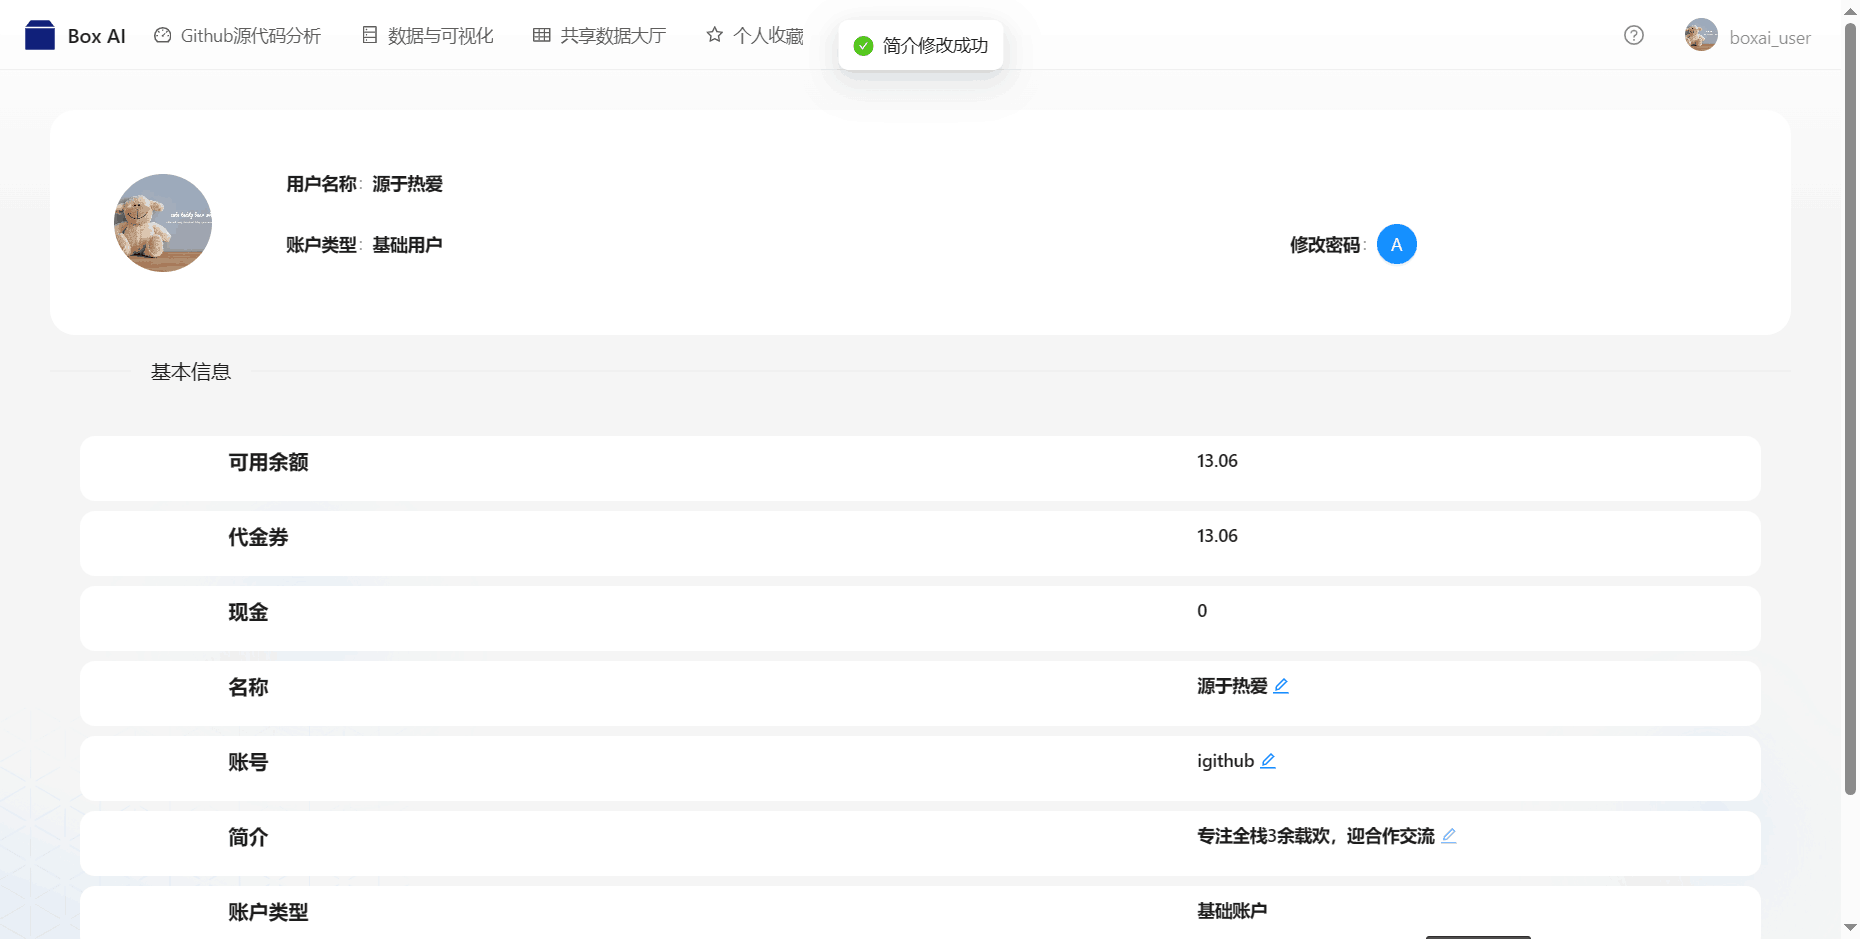 Box AI
Github源代码分析
数据与可视化
共享数据大厅
个人收藏
简介修改成功
boxai_user
用户名称: 源于热爱
账户类型: 基础用户
修改密码: A
基本信息
可用余额 13.06
代金券 13.06
现金 0
名称 源于热爱
账号 igithub
简介 专注全栈3余载欢，迎合作交流
账户类型 基础账户